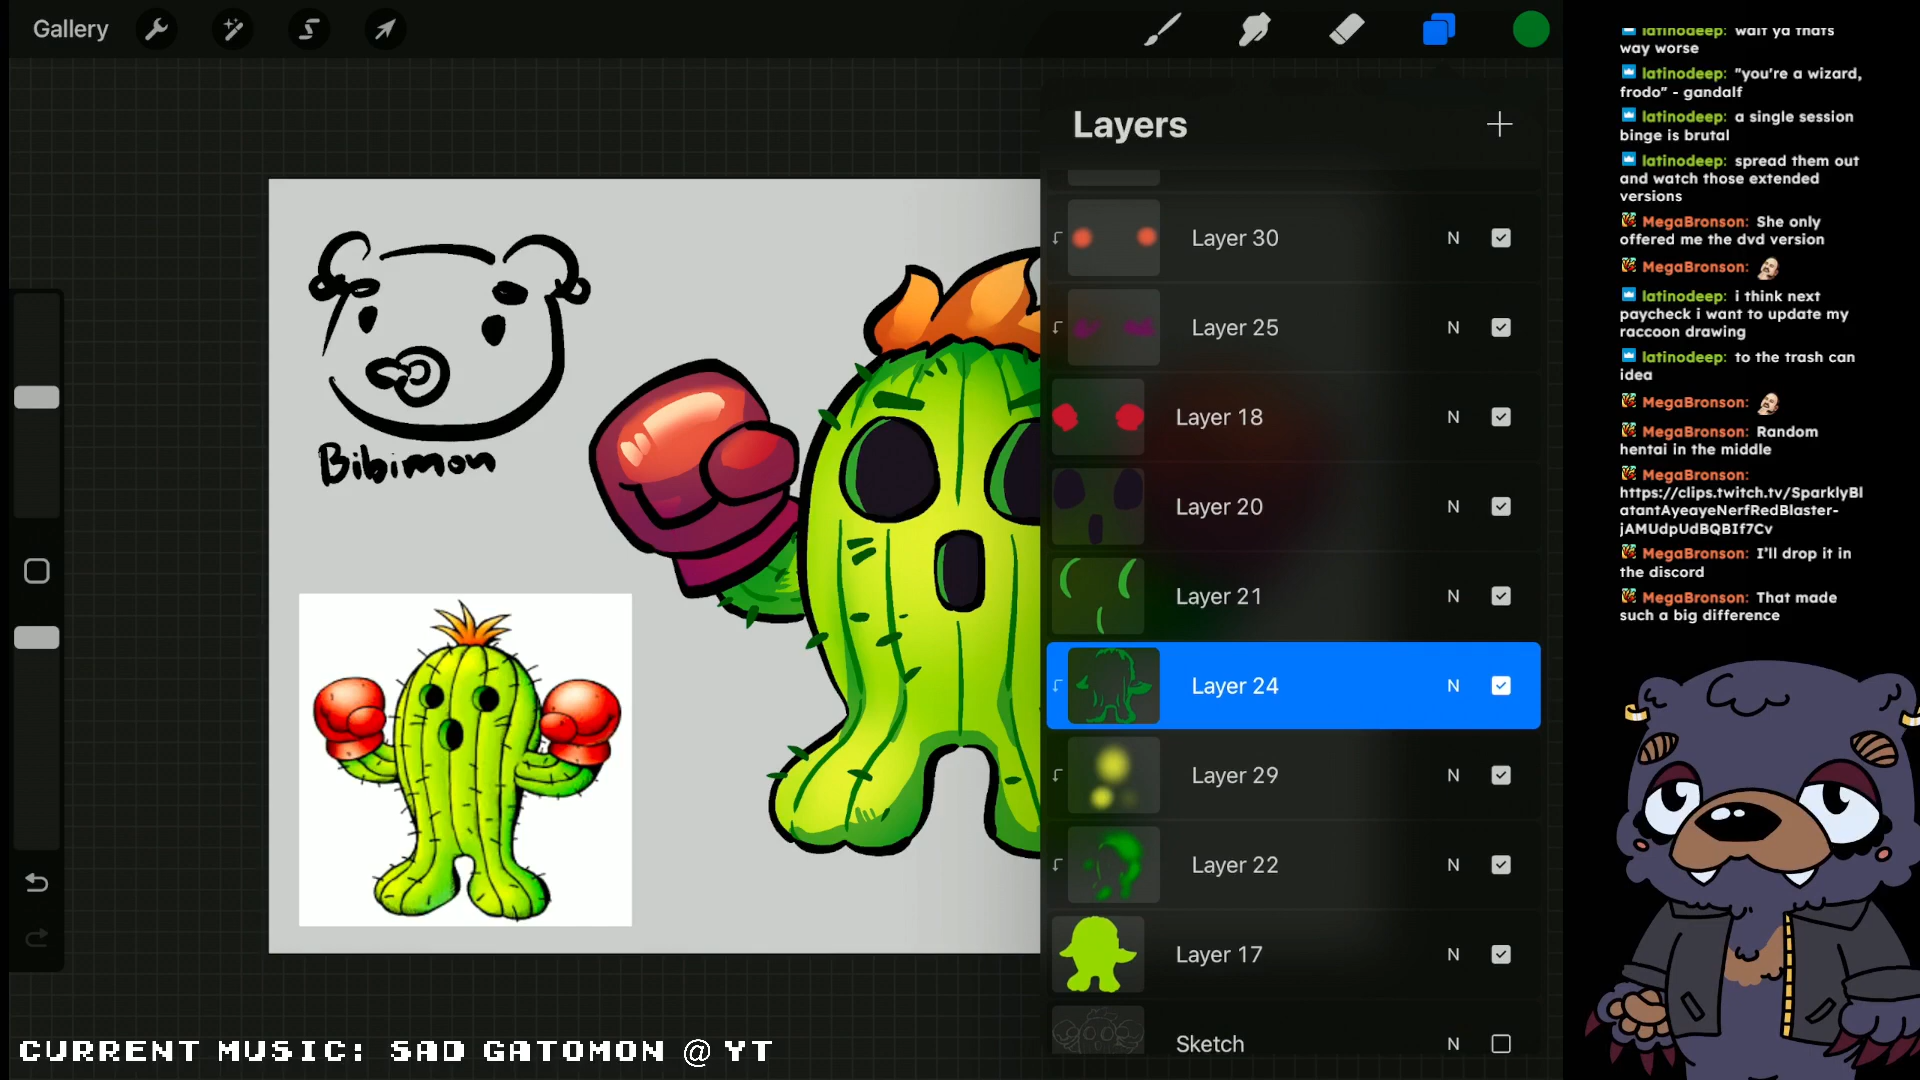 Gallery
Layers
Layer 30 N
Layer 25 N
Layer 18 N
Layer 20 N
Layer 21 N
Layer 24 N
Layer 29 N
Layer 22 N
Layer 17 N
Sketch N
Bibimon
CURRENT MUSIC: SAD GATOMON @ YT
latinodeep: wait ya thats
way worse
latinodeep: "you're a wizard,
frodo" - gandalf
latinodeep: a single session
binge is brutal
latinodeep: spread them out
and watch those extended
versions
MegaBronson: She only
offered me the dvd version
MegaBronson:
latinodeep: i think next
paycheck i want to update my
raccoon drawing
latinodeep: to the trash can
idea
MegaBronson:
MegaBronson: Random
hentai in the middle
MegaBronson:
https://clips.twitch.tv/SparklyBl
atantAyeayeNerfRedBlaster-
jAMUdpUdBQBIf7Cv
MegaBronson: I'll drop it in
the discord
MegaBronson: That made
such a big difference